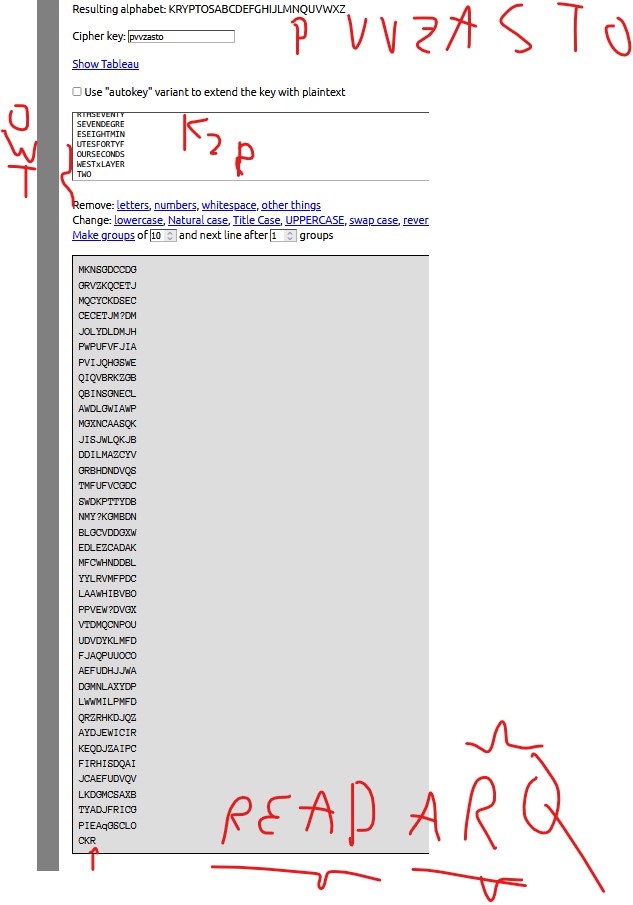 Resulting alphabet: KRYPTOSABCDEFGHIJLMNQUVWXZ
Cipher key: pvvzasto
P V V Z A S T O
Show Tableau
Use "autokey" variant to extend the key with plaintext
RTHSEVENTY
SEVENDEGRE
ESEIGHTMIN
UTESFORTYF
OURSECONDS
WESTxLAYER
TWO
K2P
O
W
T
Remove: letters, numbers, whitespace, other things
Change: lowercase, Natural case, Title Case, UPPERCASE, swap case, rever
Make groups of 10 and next line after 1 groups
MKNSGDCCDG
GRVZKQCETJ
MQCYCKDSEC
CECETJM?DM
JOLYDLDMJH
PWPUFVFJIA
PVIJQHGSWE
QIQVBRKZGB
QBINSGNECL
AWDLGWIAWP
MGXNCAASQK
JISJWLQKJB
DDILMAZCYV
GRBHDNDVQS
TMFUFVCGDC
SWDKPTTYDB
NMY?KGMBDN
BLGCVDDGXW
EDLEZCADAK
MFCWHNDDBL
YYLRVMFPDC
LAAWHIBVBO
PPVEW?DVGX
VTDMQCNPOU
UDVDYKLMFD
FJAQPUUOCO
AEFUDHJJWA
DGMNLAXYDP
LWWMILPMFD
QRZRHKDJQZ
AYDJEWICIR
KEQDJZAIPC
FIRHISDQAI
JCAEFUDVQV
LKDGMCSAXB
TYADJFRICG
PIEAqGSCLO
CKR
READ ARQ